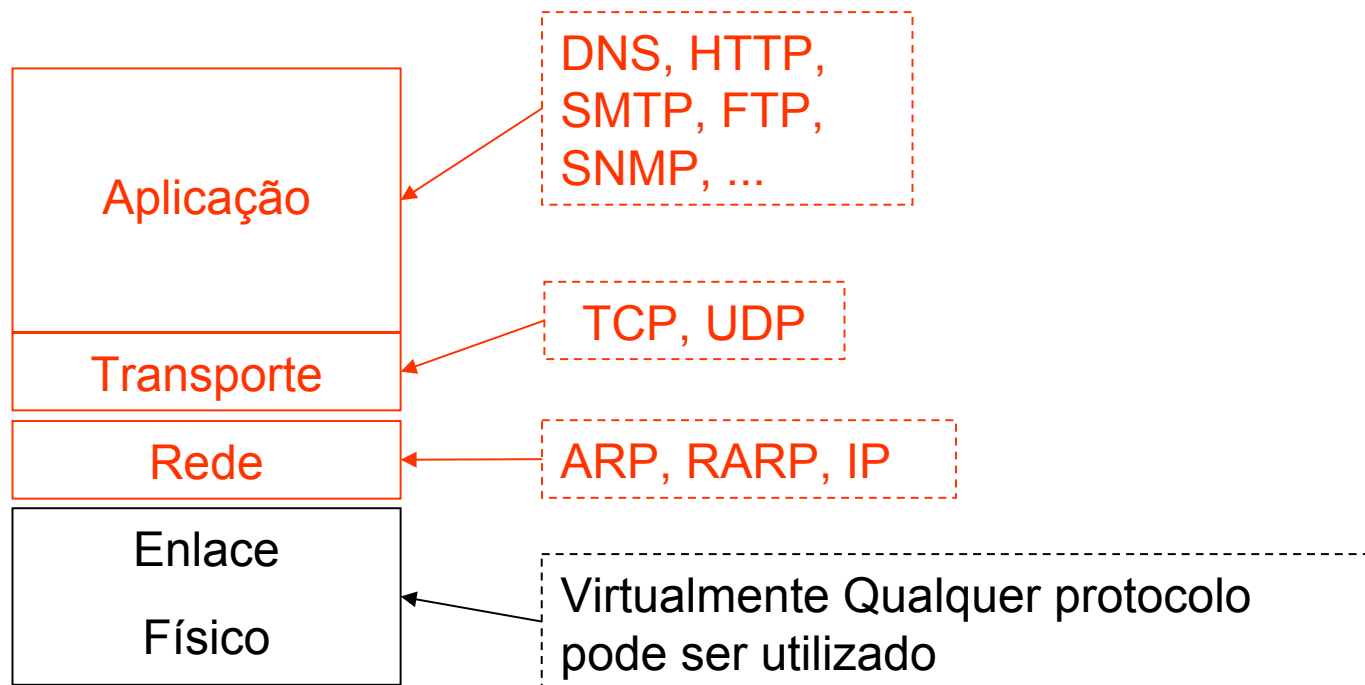 DNS, HTTP,
SMTP, FTP,
SNMP, ...
Aplicação
TCP, UDP
Transporte
Rede
ARP, RARP, IP
Enlace
Físico
Virtualmente Qualquer protocolo
pode ser utilizado